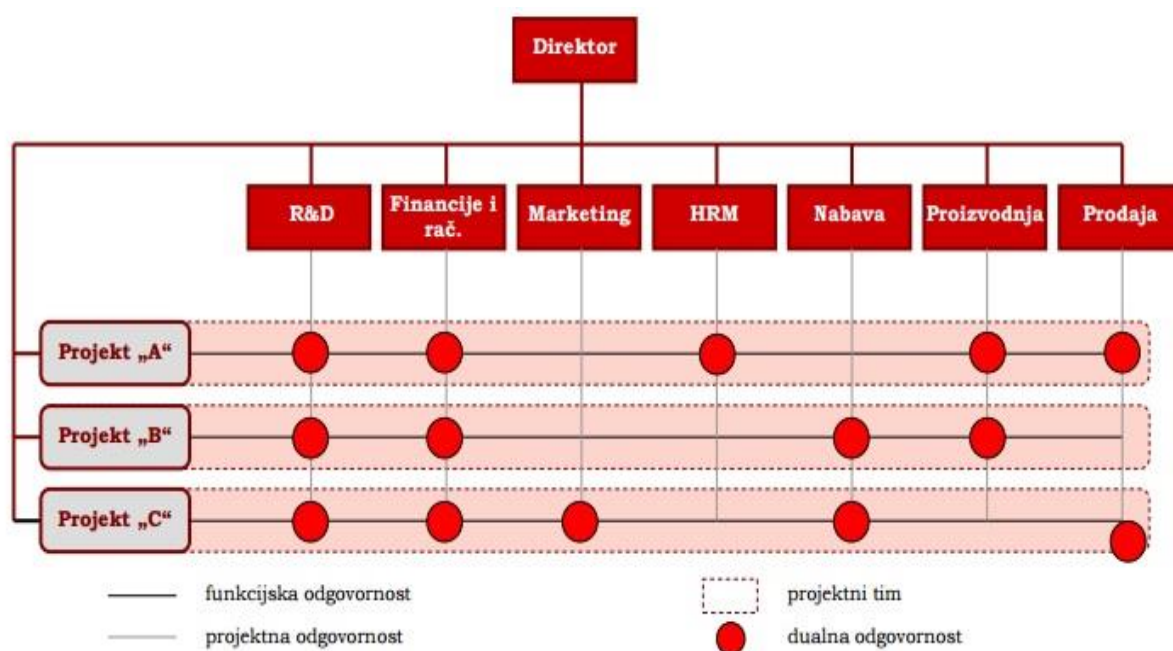 Direktor
R&D
Financije i
rač.
Marketing
HRM
Nabava
Proizvodnja
Prodaja
Projekt „A“
Projekt „B“
Projekt „C“
funkcijska odgovornost
projektni tim
projektna odgovornost
dualna odgovornost